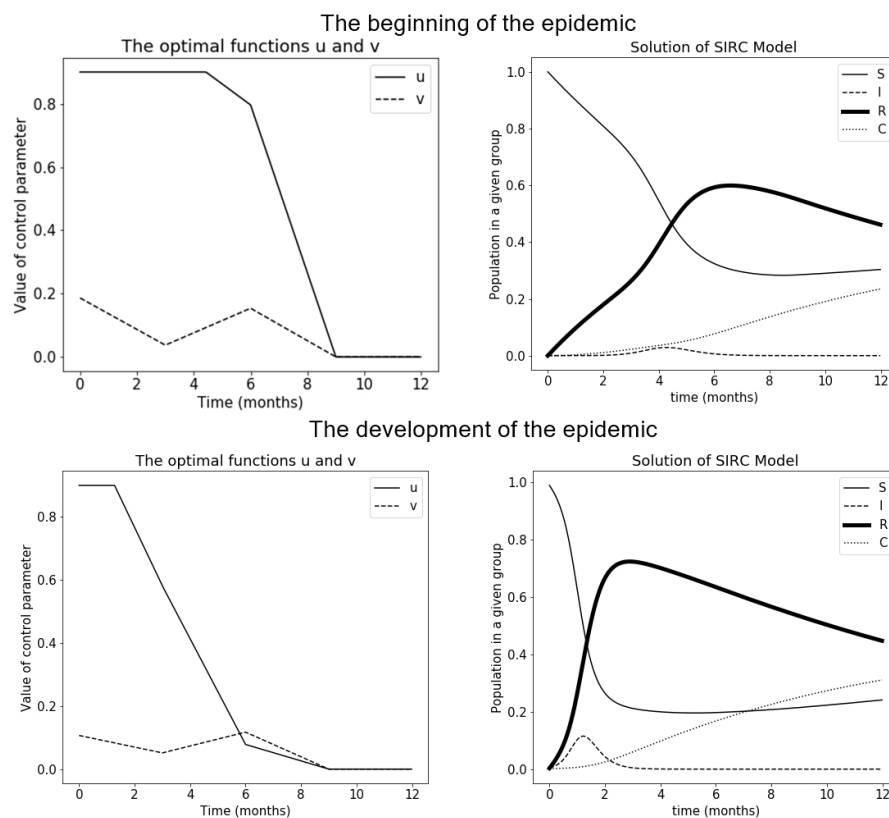 The beginning of the epidemic
The optimal functions u and v
u
v
Value of control parameter
0.8
0.6
0.4
0.2
0.0
0 2 4 6 8 10 12
Time (months)
Solution of SIRC Model
S
I
R
C
Population in a given group
1.0
0.8
0.6
0.4
0.2
0.0
0 2 4 6 8 10 12
time (months)
The development of the epidemic
The optimal functions u and v
u
v
Value of control parameter
0.8
0.6
0.4
0.2
0.0
0 2 4 6 8 10 12
Time (months)
Solution of SIRC Model
S
I
R
C
Population in a given group
1.0
0.8
0.6
0.4
0.2
0.0
0 2 4 6 8 10 12
time (months)